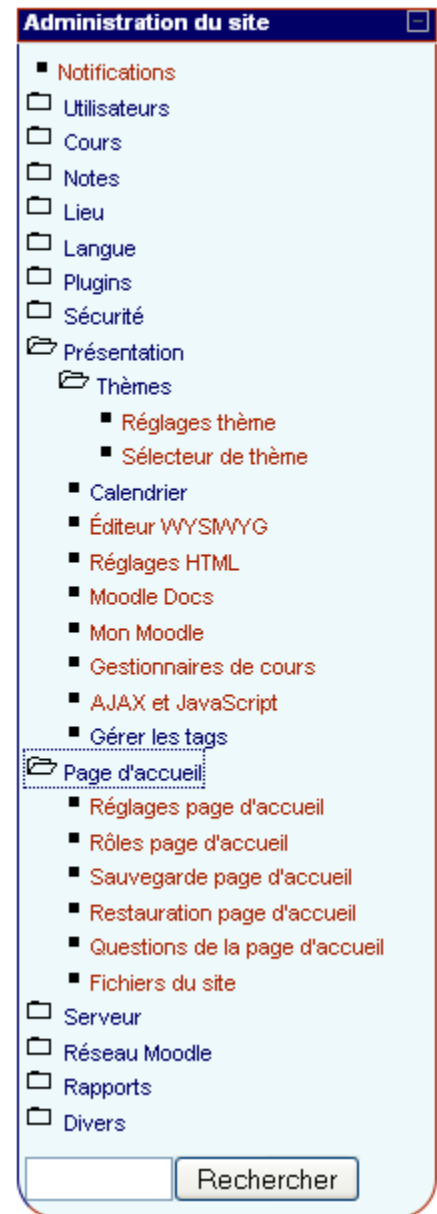 Administration du site
Notifications
Utilisateurs
Cours
Notes
Lieu
Langue
Plugins
Sécurité
Présentation
Thèmes
Réglages thème
Sélecteur de thème
Calendrier
Éditeur WYSIWYG
Réglages HTML
Moodle Docs
Mon Moodle
Gestionnaires de cours
AJAX et JavaScript
Gérer les tags
Page d'accueil
Réglages page d'accueil
Rôles page d'accueil
Sauvegarde page d'accueil
Restauration page d'accueil
Questions de la page d'accueil
Fichiers du site
Serveur
Réseau Moodle
Rapports
Divers
Rechercher